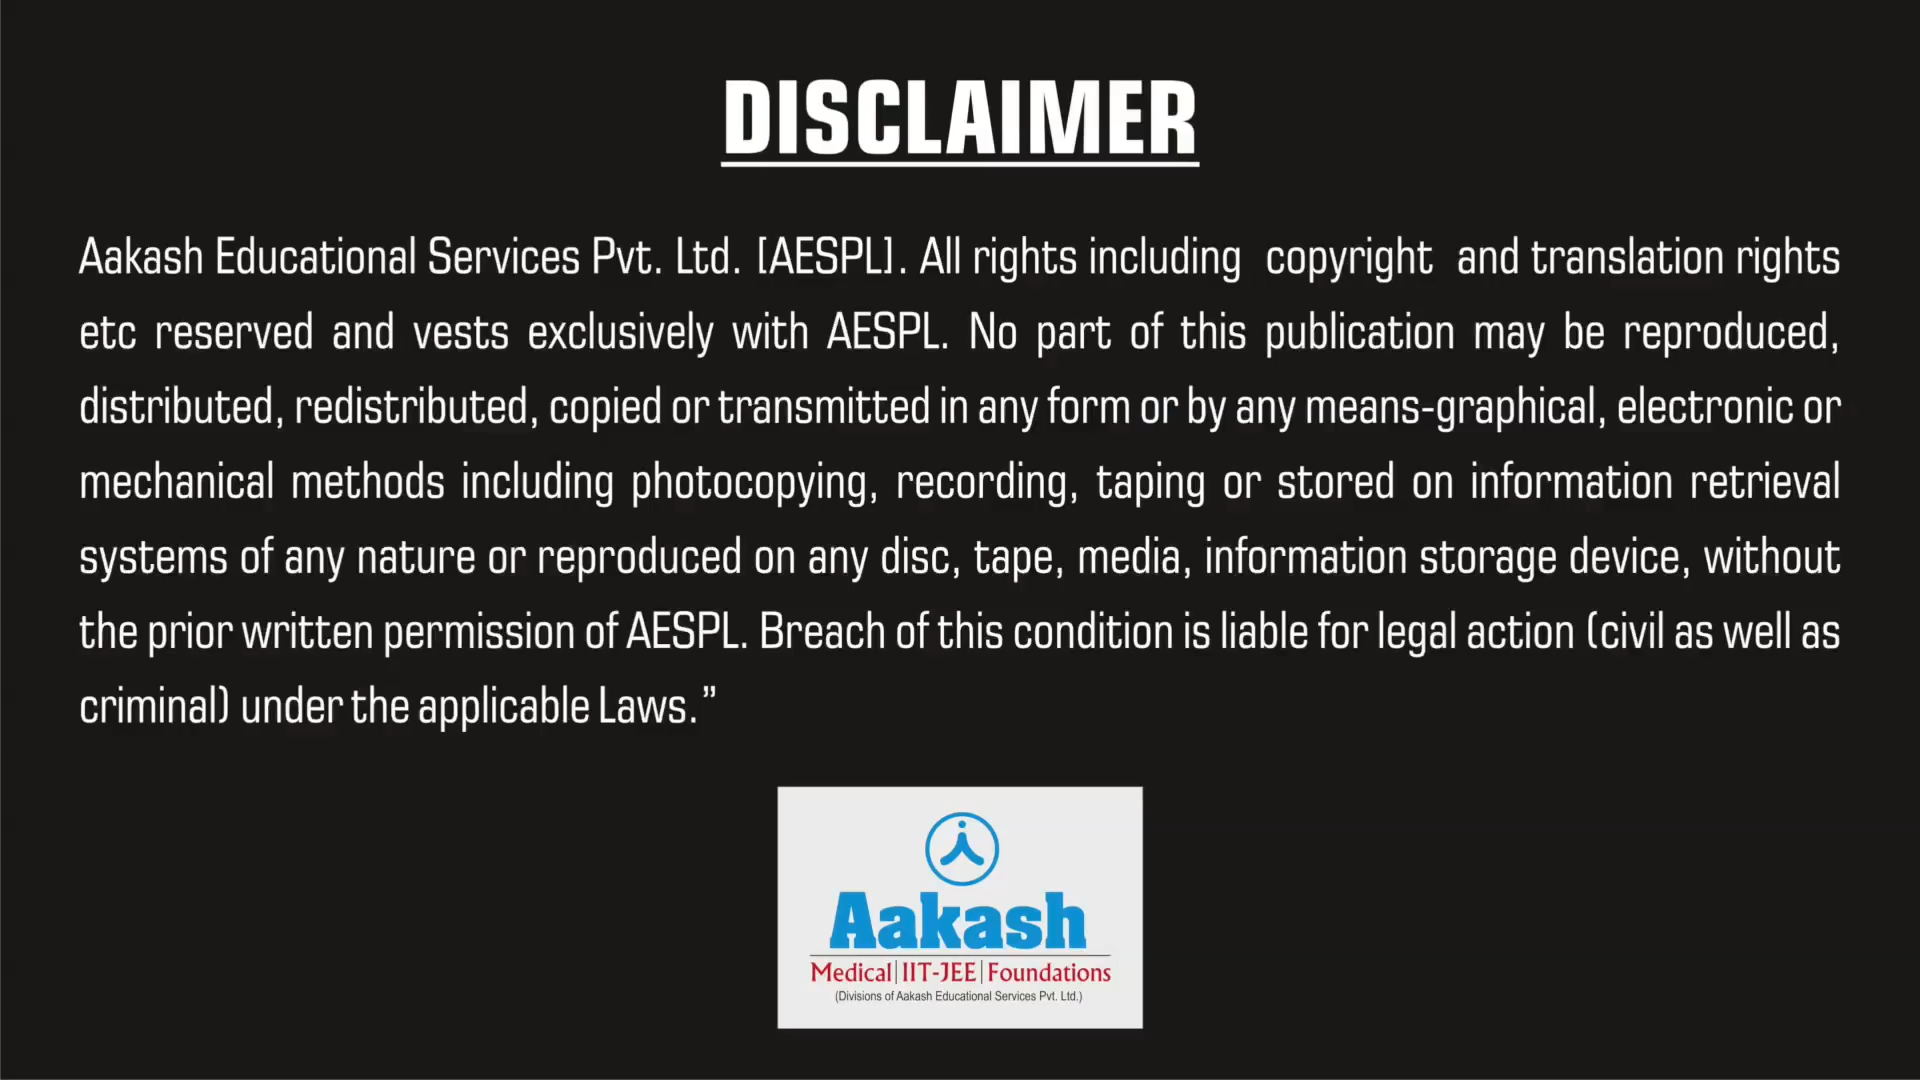 DISCLAIMER
Aakash Educational Services Pvt. Ltd. [AESPL]. All rights including copyright and translation rights
etc reserved and vests exclusively with AESPL. No part of this publication may be reproduced,
distributed, redistributed, copied or transmitted in any form or by any means-graphical, electronic or
mechanical methods including photocopying, recording, taping or stored on information retrieval
systems of any nature or reproduced on any disc, tape, media, information storage device, without
the prior written permission of AESPL. Breach of this condition is liable for legal action (civil as well as
criminal) under the applicable Laws.”
Aakash
Medical|IIT-JEE|Foundations
(Divisions of Aakash Educational Services Pvt. Ltd.)